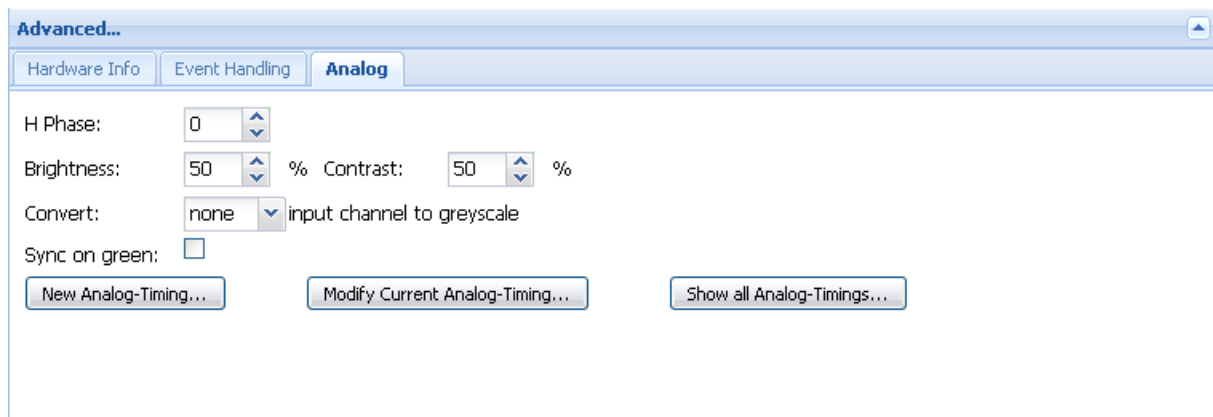 Advanced...
Hardware Info Event Handling Analog
H Phase: 0
Brightness: 50 % Contrast: 50 %
Convert: none input channel to greyscale
Sync on green:
New Analog-Timing... Modify Current Analog-Timing... Show all Analog-Timings...